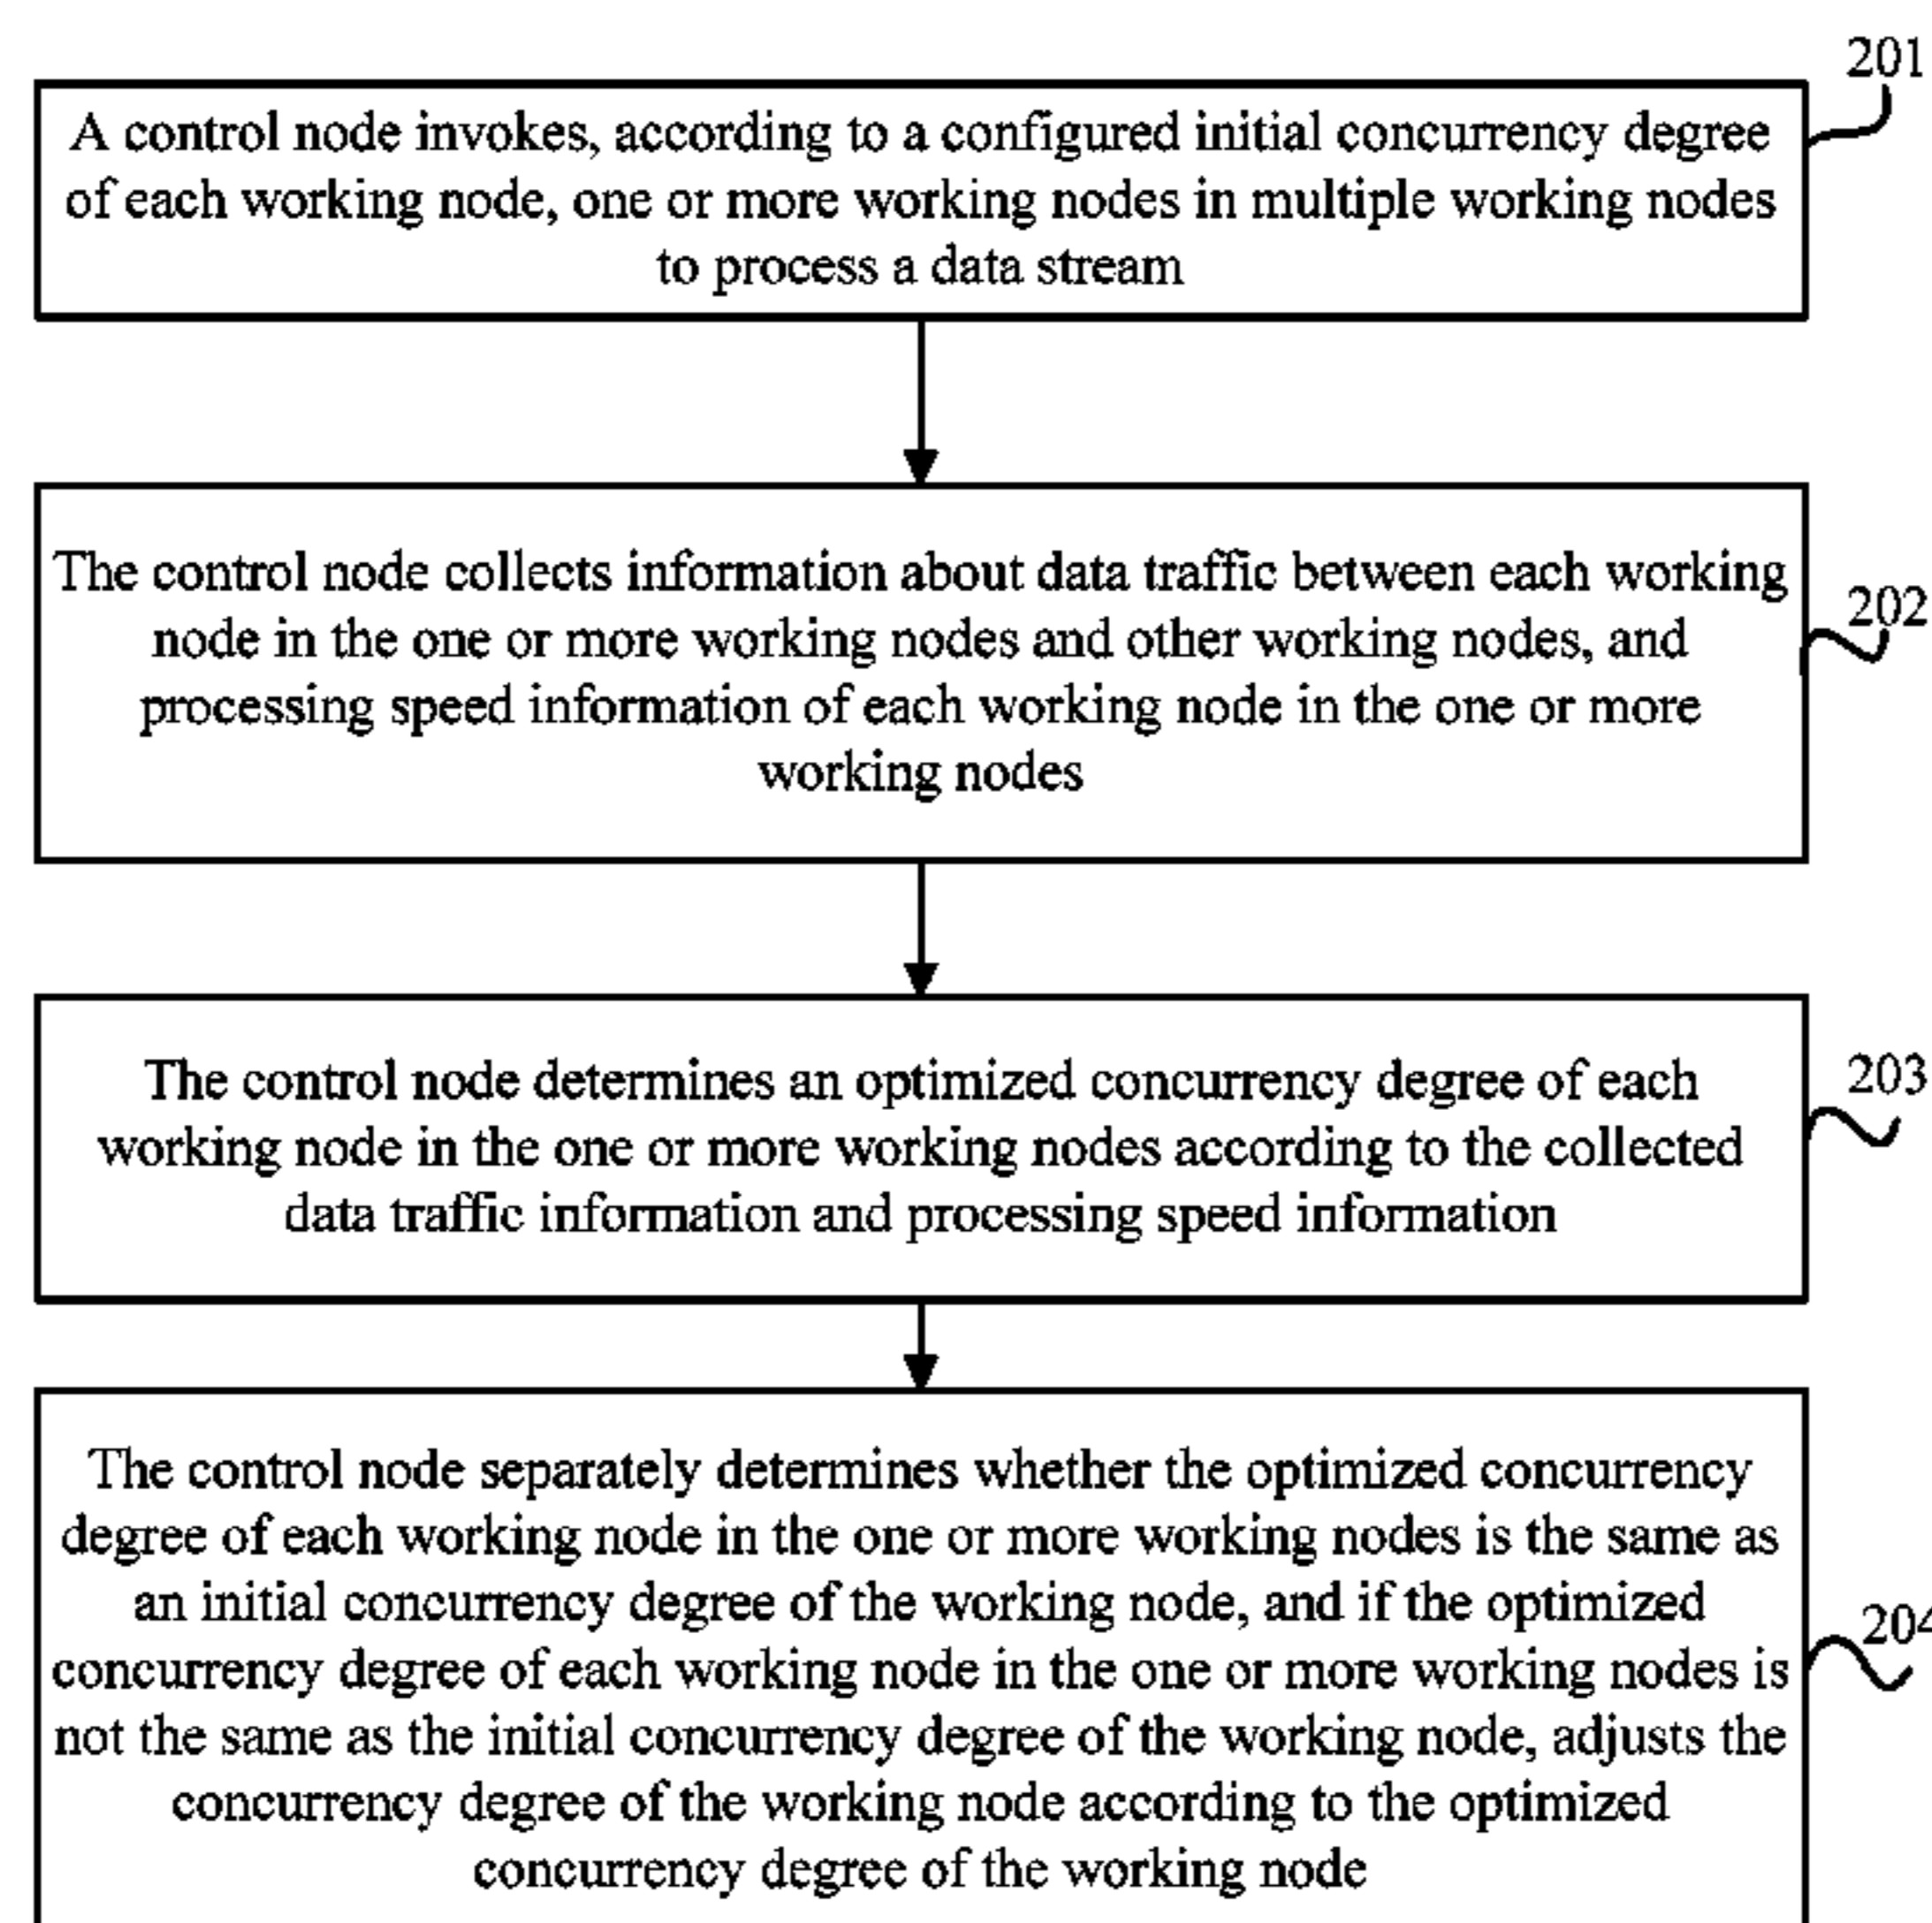 201
A control node invokes, according to a configured initial concurrency degree
of each working node, one or more working nodes in multiple working nodes
to process a data stream
The control node collects information about data traffic between each working
node in the one or more working nodes and other working nodes, and
processing speed information of each working node in the one or more
working nodes
202
The control node determines an optimized concurrency degree of each
working node in the one or more working nodes according to the collected
data traffic information and processing speed information
203
The control node separately determines whether the optimized concurrency
degree of each working node in the one or more working nodes is the same as
an initial concurrency degree of the working node, and if the optimized
concurrency degree of each working node in the one or more working nodes is
not the same as the initial concurrency degree of the working node, adjusts the
concurrency degree of the working node according to the optimized
concurrency degree of the working node
204